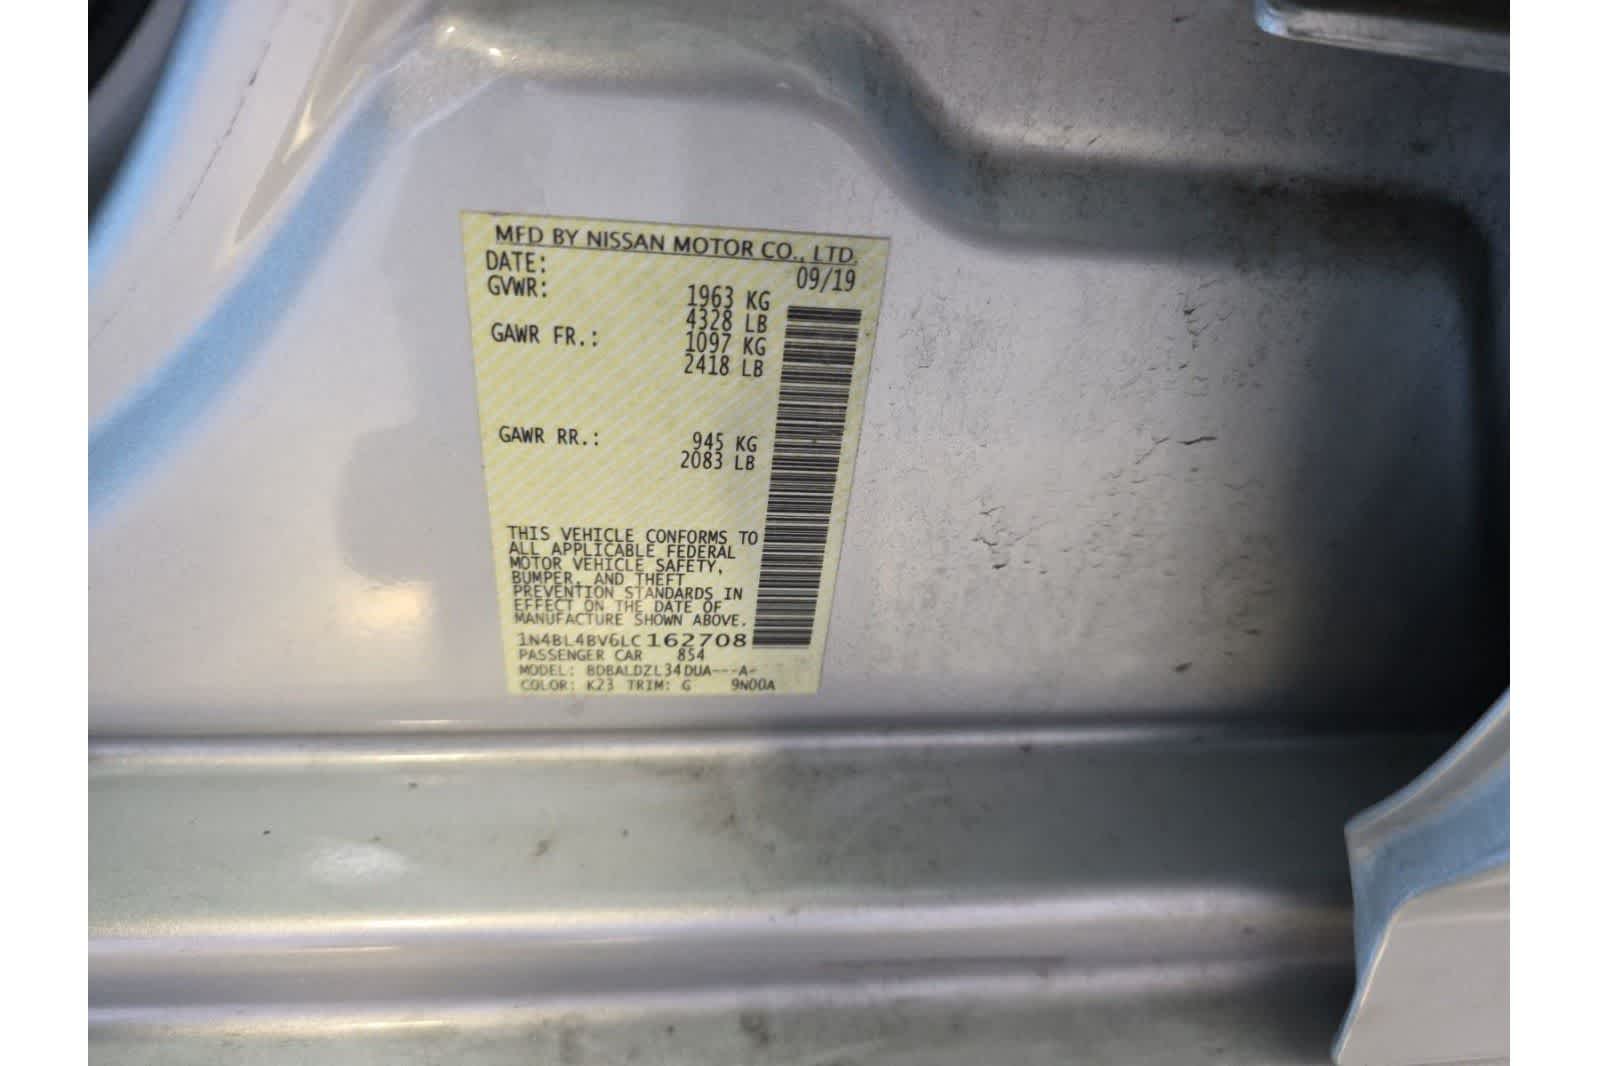 MFD BY NISSAN MOTOR CO., LTD.
DATE: 09/19
GVWR: 1963 KG
4328 LB
GAWR FR.: 1097 KG
2418 LB
GAWR RR.: 945 KG
2083 LB
THIS VEHICLE CONFORMS TO
ALL APPLICABLE FEDERAL
MOTOR VEHICLE SAFETY,
BUMPER, AND THEFT
PREVENTION STANDARDS IN
EFFECT ON THE DATE OF
MANUFACTURE SHOWN ABOVE.
1N4BL4BV6LC162708
PASSENGER CAR 854
MODEL: BDBALDZL34DUA---A-
COLOR: K23 TRIM: G 9N00A